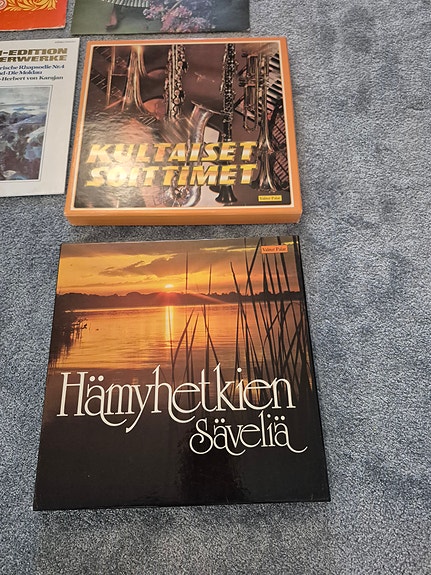 -EDITION
ERWERKE
rische Rhapsodie Nr. 4
d · Die Moldau
Herbert von Karajan
KULTAISET
SOITTIMET
Valitut Palat
Valitut Palat
Hämyhetkien
Säveliä